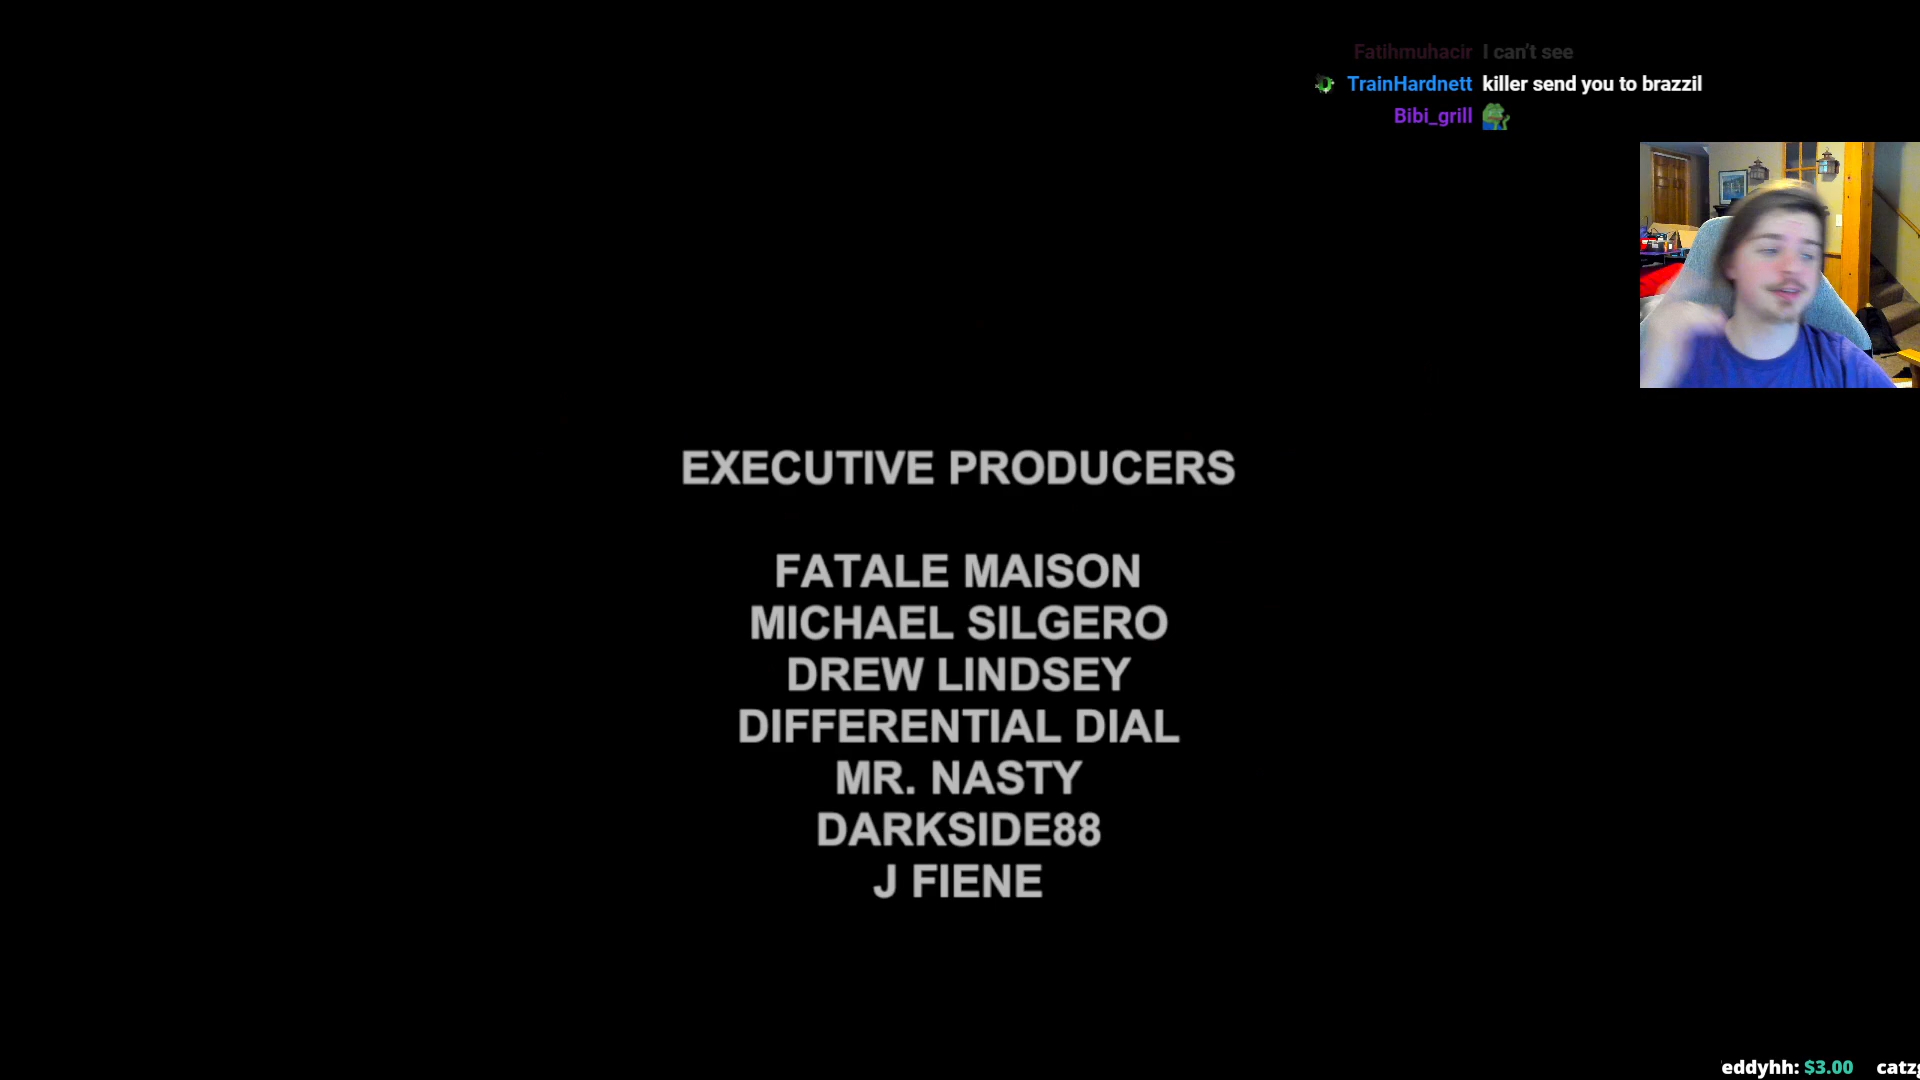 Fatihmuhacir I can't see
TrainHardnett killer send you to brazzil
Bibi_grill
EXECUTIVE PRODUCERS
FATALE MAISON
MICHAEL SILGERO
DREW LINDSEY
DIFFERENTIAL DIAL
MR. NASTY
DARKSIDE88
J FIENE
eddyhh: $3.00